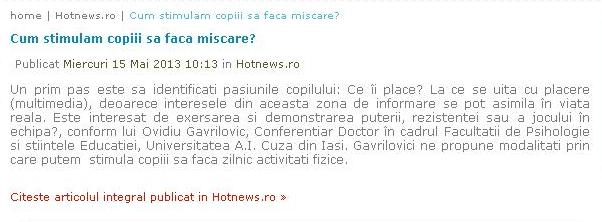 home | Hotnews.ro | Cum stimulam copiii sa faca miscare?
Cum stimulam copiii sa faca miscare?
Publicat Miercuri 15 Mai 2013 10:13 in Hotnews.ro
Un prim pas este sa identificati pasiunile copilului: Ce îi place? La ce se uita cu placere
(multimedia), deoarece interesele din aceasta zona de informare se pot asimila în viata
reala. Este interesat de exersarea si demonstrarea puterii, rezistentei sau a jocului în
echipa?, conform lui Ovidiu Gavrilovic, Conferentiar Doctor în cadrul Facultatii de Psihologie
si stiintele Educatiei, Universitatea A.I. Cuza din Iasi. Gavrilovici ne propune modalitati prin
care putem stimula copiii sa faca zilnic activitati fizice.
Citeste articolul integral publicat in Hotnews.ro »